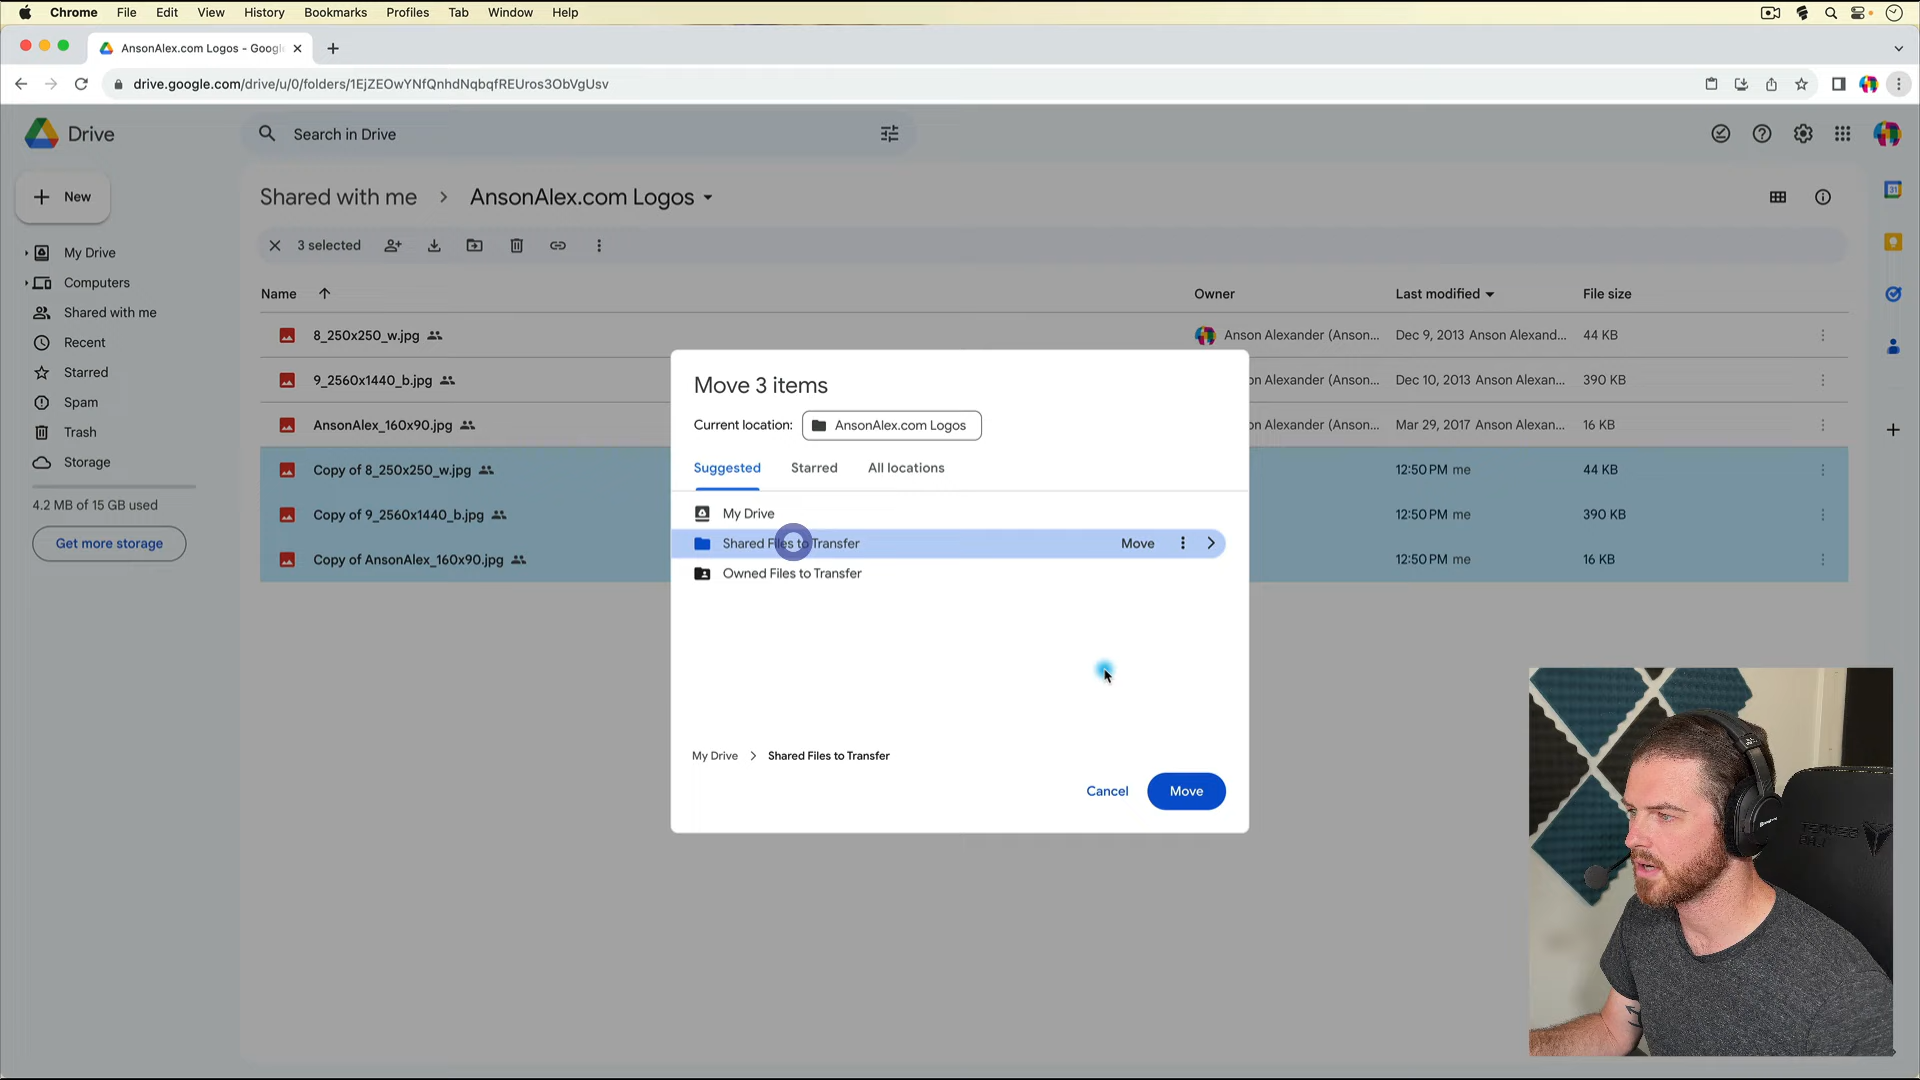 Chrome File Edit View History Bookmarks Profiles Tab Window Help
AnsonAlex.com Logos - Googl
drive.google.com/drive/u/0/folders/1EjZEOwYNfQnhdNqbqfREUros3ObVgUsv
Drive
Search in Drive
New
Shared with me > AnsonAlex.com Logos
3 selected
My Drive
Computers
Shared with me
Recent
Starred
Spam
Trash
Storage
4.2 MB of 15 GB used
Get more storage
Name Owner Last modified File size
8_250x250_w.jpg Anson Alexander (Anson... Dec 9, 2013 Anson Alexand... 44 KB
9_2560x1440_b.jpg on Alexander (Anson... Dec 10, 2013 Anson Alexan... 390 KB
AnsonAlex_160x90.jpg on Alexander (Anson... Mar 29, 2017 Anson Alexan... 16 KB
Copy of 8_250x250_w.jpg 12:50 PM me 44 KB
Copy of 9_2560x1440_b.jpg 12:50 PM me 390 KB
Copy of AnsonAlex_160x90.jpg 12:50 PM me 16 KB
Move 3 items
Current location: AnsonAlex.com Logos
Suggested Starred All locations
My Drive
Shared Files to Transfer Move
Owned Files to Transfer
My Drive > Shared Files to Transfer
Cancel Move
31